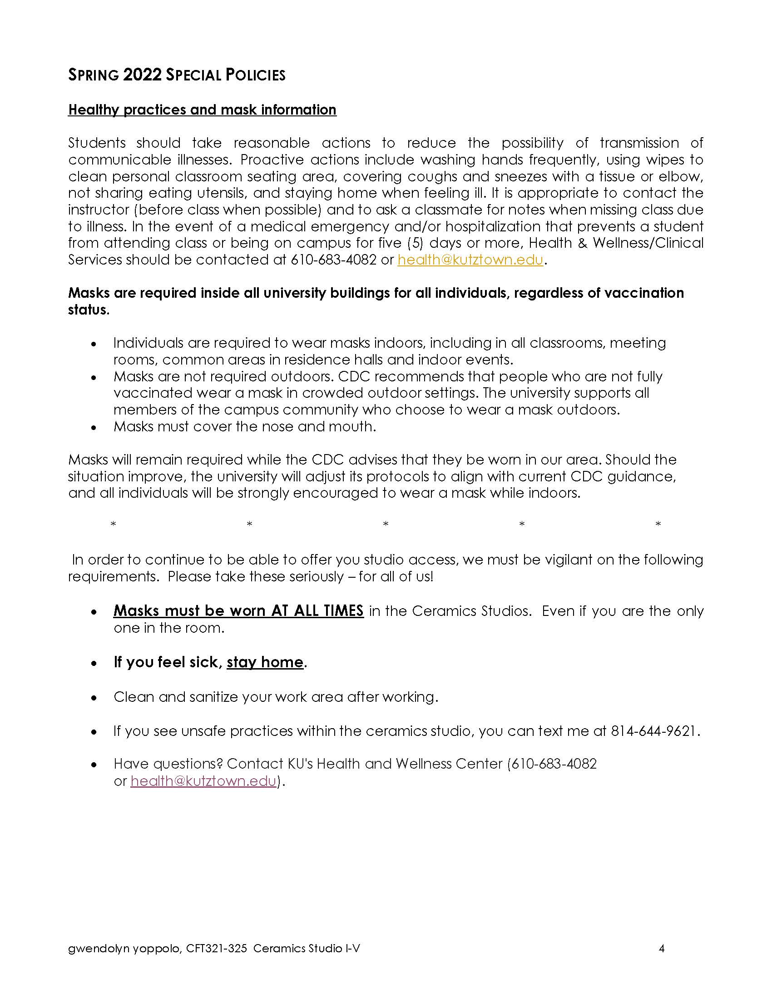 SPRING 2022 SPECIAL POLICIES
Healthy practices and mask information
Students should take reasonable actions to reduce the possibility of transmission of
communicable illnesses. Proactive actions include washing hands frequently, using wipes to
clean personal classroom seating area, covering coughs and sneezes with a tissue or elbow,
not sharing eating utensils, and staying home when feeling ill. It is appropriate to contact the
instructor (before class when possible) and to ask a classmate for notes when missing class due
to illness. In the event of a medical emergency and/or hospitalization that prevents a student
from attending class or being on campus for five (5) days or more, Health & Wellness/Clinical
Services should be contacted at 610-683-4082 or health@kutztown.edu.
Masks are required inside all university buildings for all individuals, regardless of vaccination
status.
• Individuals are required to wear masks indoors, including in all classrooms, meeting
rooms, common areas in residence halls and indoor events.
• Masks are not required outdoors. CDC recommends that people who are not fully
vaccinated wear a mask in crowded outdoor settings. The university supports all
members of the campus community who choose to wear a mask outdoors.
• Masks must cover the nose and mouth.
Masks will remain required while the CDC advises that they be worn in our area. Should the
situation improve, the university will adjust its protocols to align with current CDC guidance,
and all individuals will be strongly encouraged to wear a mask while indoors.
* * * * *
In order to continue to be able to offer you studio access, we must be vigilant on the following
requirements. Please take these seriously – for all of us!
• Masks must be worn AT ALL TIMES in the Ceramics Studios. Even if you are the only
one in the room.
• If you feel sick, stay home.
• Clean and sanitize your work area after working.
• If you see unsafe practices within the ceramics studio, you can text me at 814-644-9621.
• Have questions? Contact KU's Health and Wellness Center (610-683-4082
or health@kutztown.edu).
gwendolyn yoppolo, CFT321-325 Ceramics Studio I-V 4